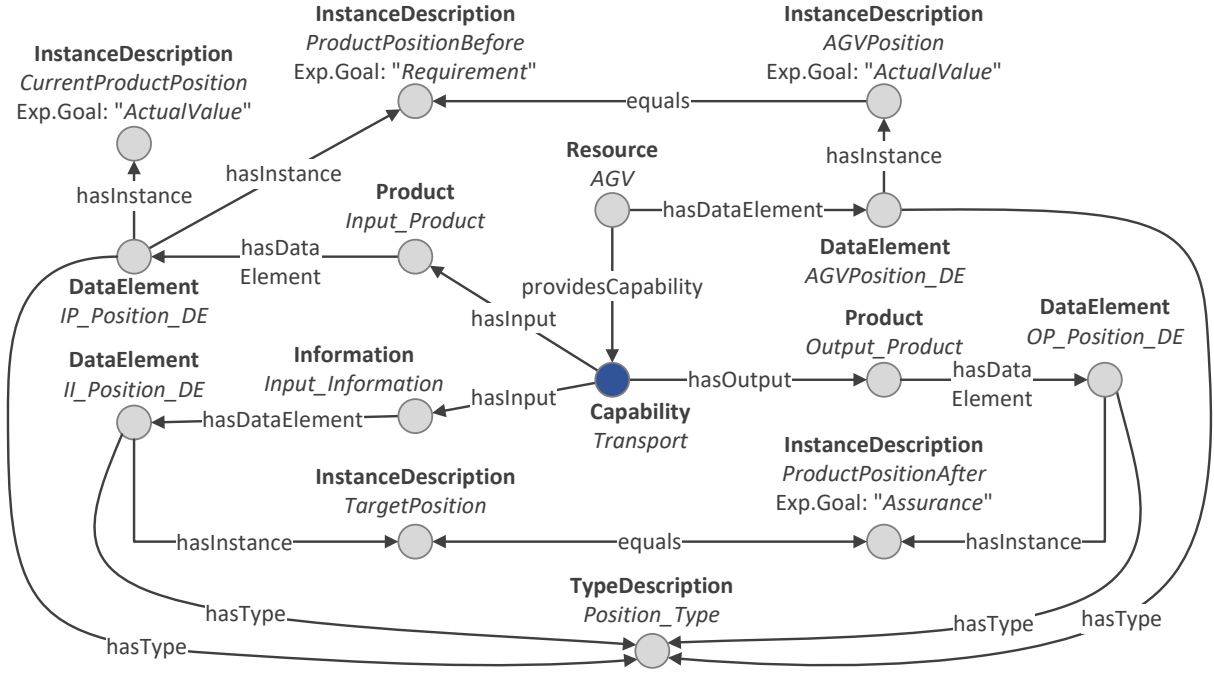 InstanceDescription
ProductPositionBefore
Exp.Goal: "Requirement"
InstanceDescription
AGVPosition
Exp.Goal: "ActualValue"
InstanceDescription
CurrentProductPosition
Exp.Goal: "ActualValue"
equals
hasInstance
hasInstance
hasInstance
Resource
AGV
hasDataElement
Product
Input_Product
hasData
Element
DataElement
IP_Position_DE
DataElement
AGVPosition_DE
providesCapability
hasInput
Product
Output_Product
DataElement
OP_Position_DE
DataElement
II_Position_DE
Information
Input_Information
hasInput
hasOutput
hasData
Element
hasDataElement
Capability
Transport
InstanceDescription
TargetPosition
InstanceDescription
ProductPositionAfter
Exp.Goal: "Assurance"
hasInstance
equals
hasInstance
TypeDescription
Position_Type
hasType
hasType
hasType
hasType